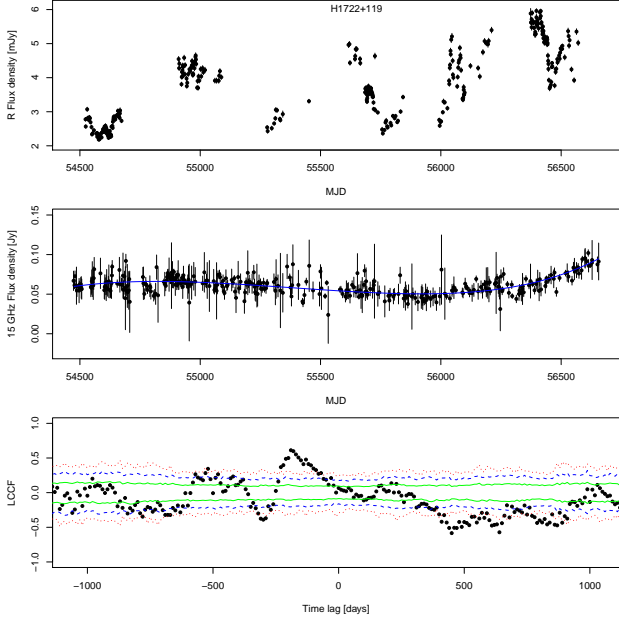 H1722+119
R Flux density [mJy]
6
5
4
3
2
54500 55000 55500 56000 56500
MJD
15 GHz Flux density [Jy]
0.15
0.10
0.05
0.00
54500 55000 55500 56000 56500
MJD
LCCF
1.0
0.5
0.0
−0.5
−1.0
−1000 −500 0 500 1000
Time lag [days]